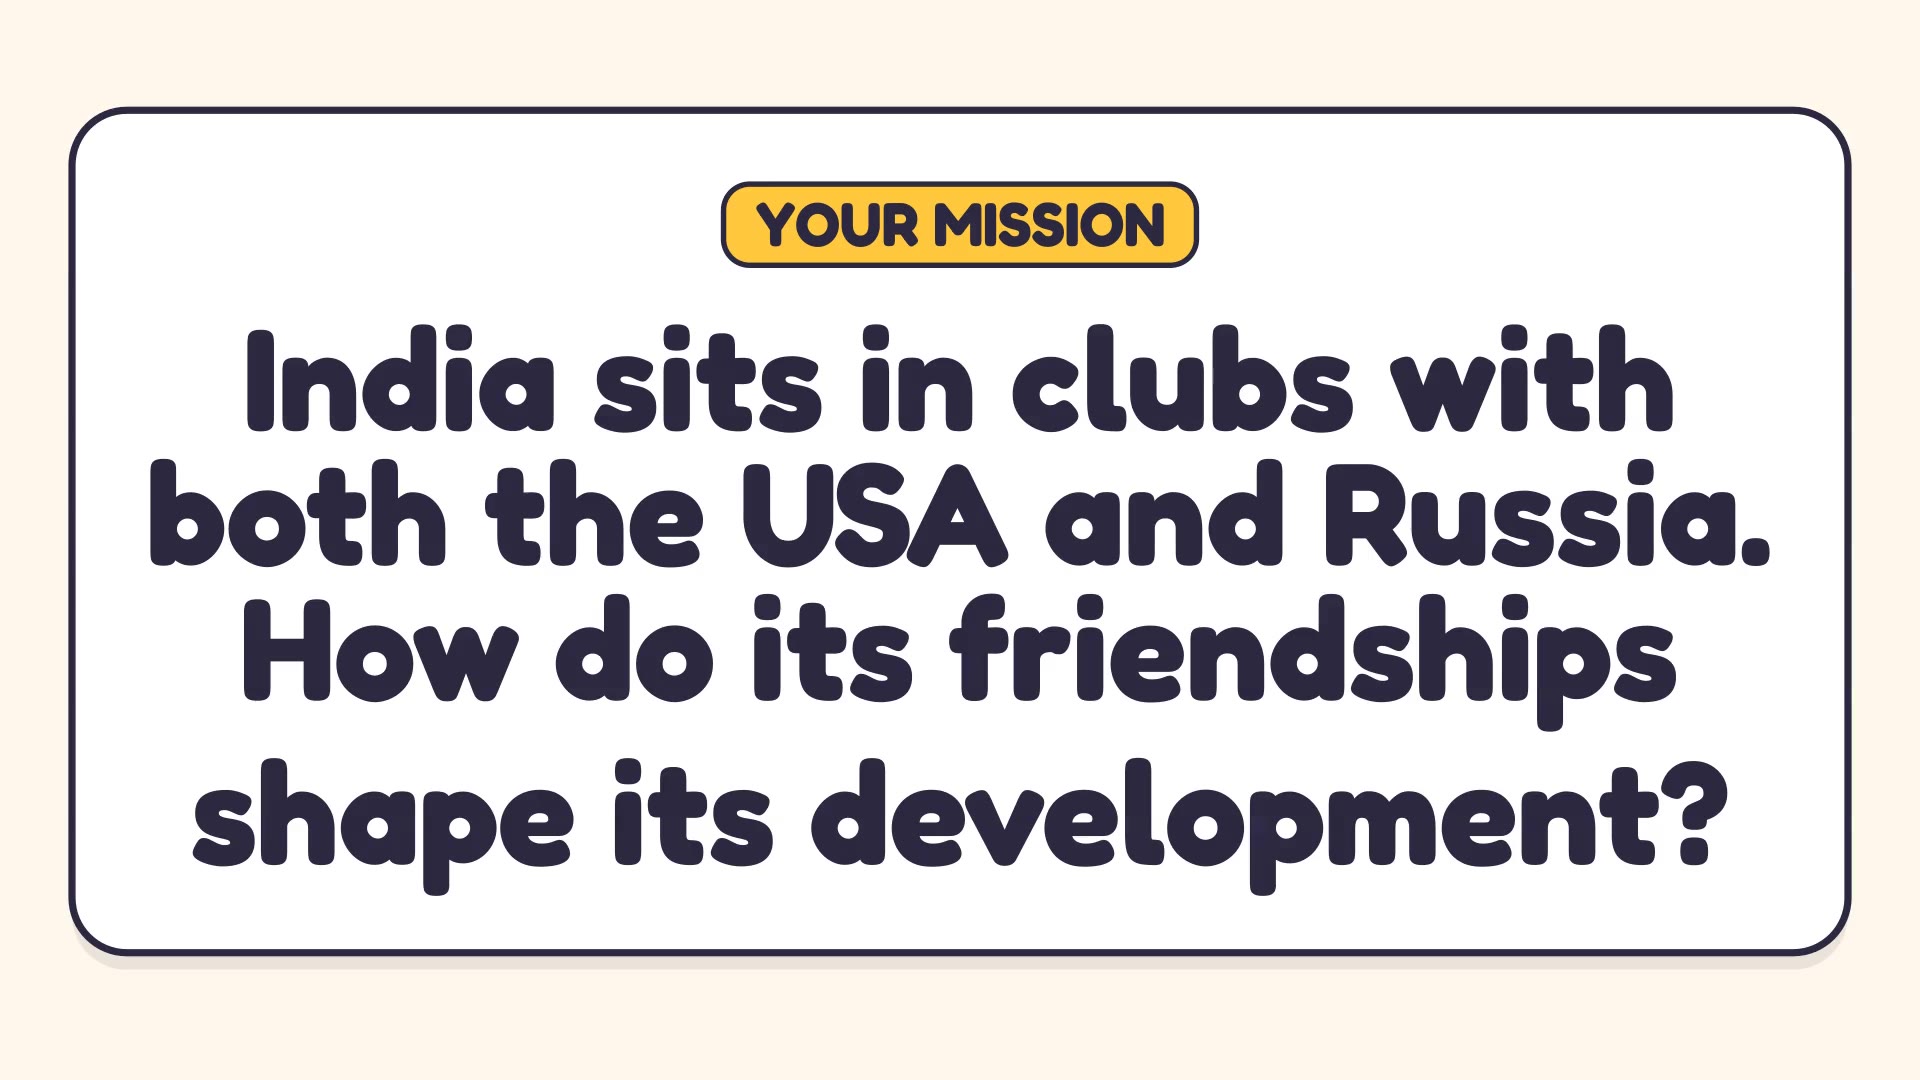 YOUR MISSION
India sits in clubs with
both the USA and Russia.
How do its friendships
shape its development?